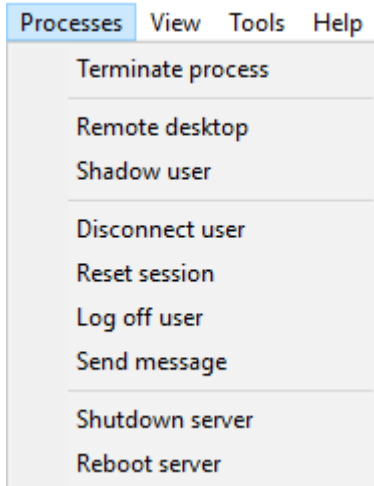 Processes View Tools Help
Terminate process
Remote desktop
Shadow user
Disconnect user
Reset session
Log off user
Send message
Shutdown server
Reboot server